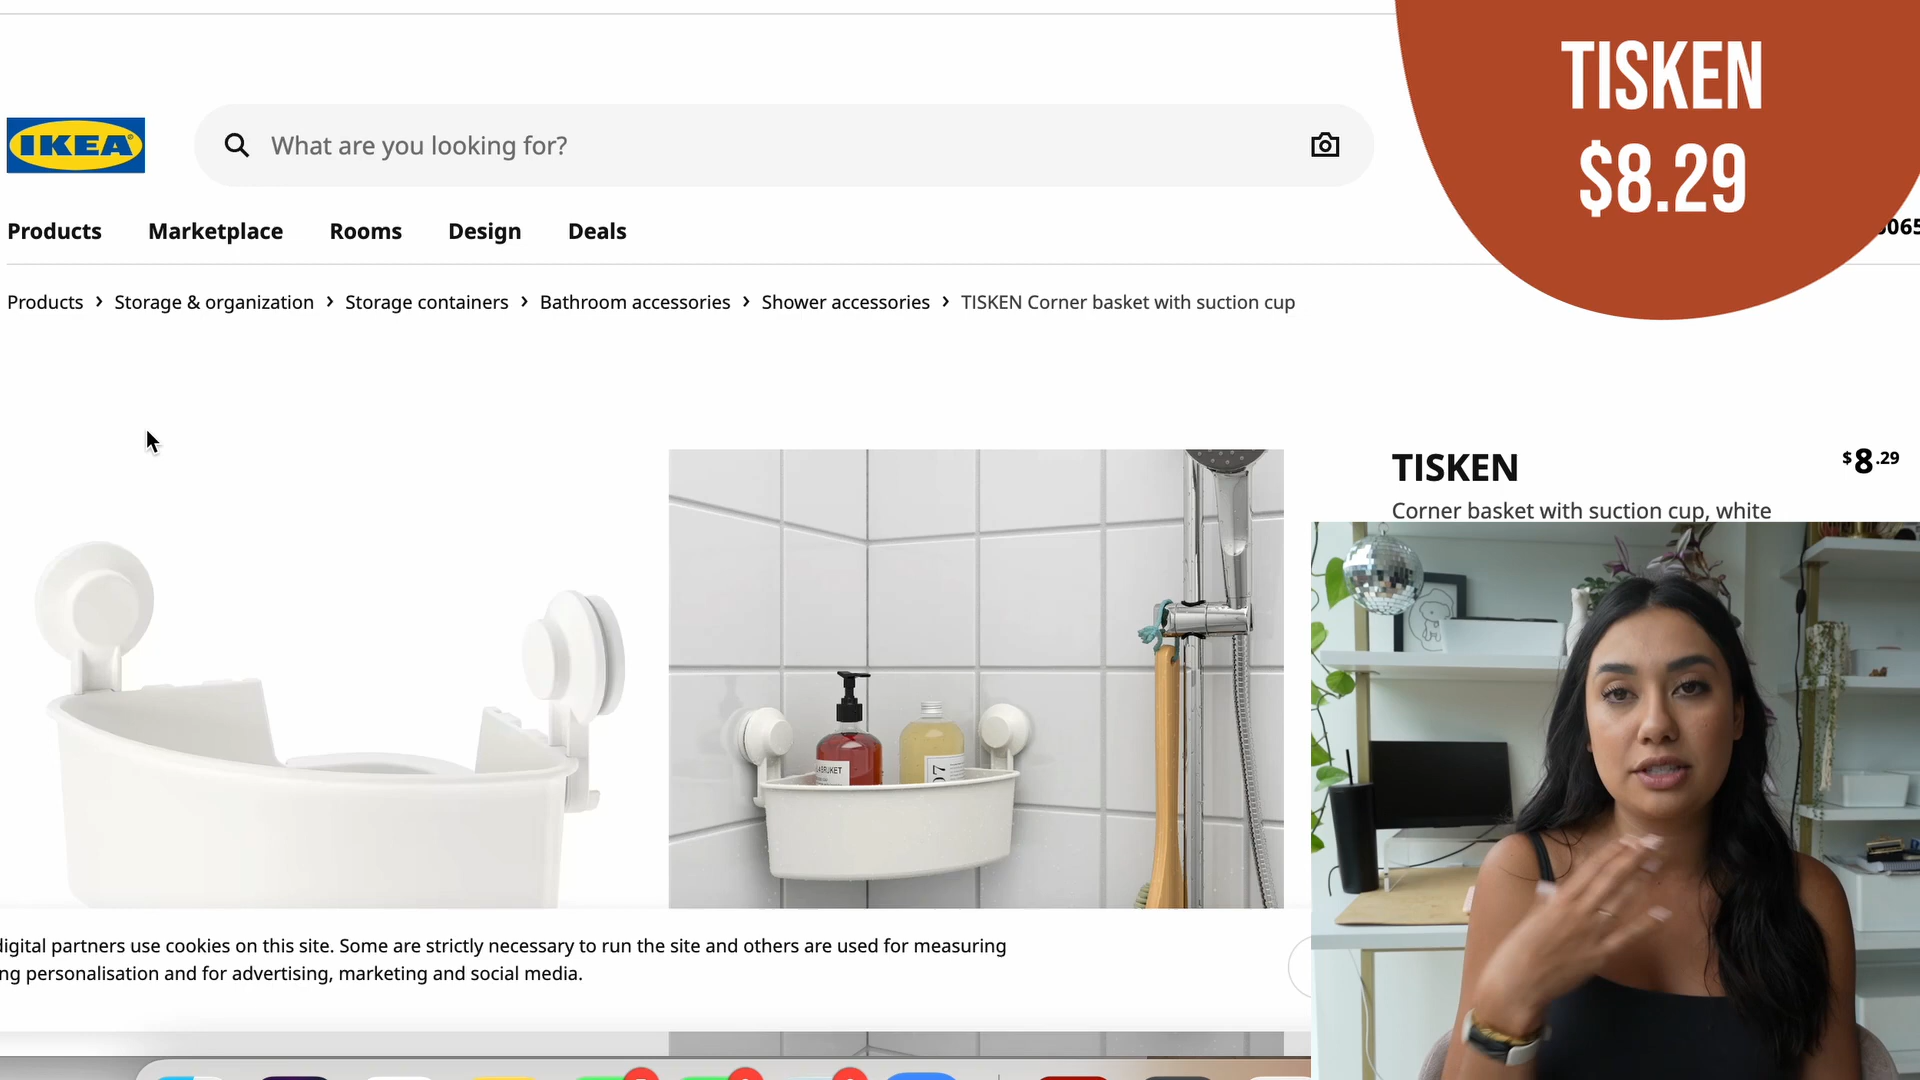 TISKEN
$8.29
IKEA
What are you looking for?
Products Marketplace Rooms Design Deals
Products › Storage & organization › Storage containers › Bathroom accessories › Shower accessories › TISKEN Corner basket with suction cup
TISKEN
$8.29
Corner basket with suction cup, white
digital partners use cookies on this site. Some are strictly necessary to run the site and others are used for measuring
ng personalisation and for advertising, marketing and social media.